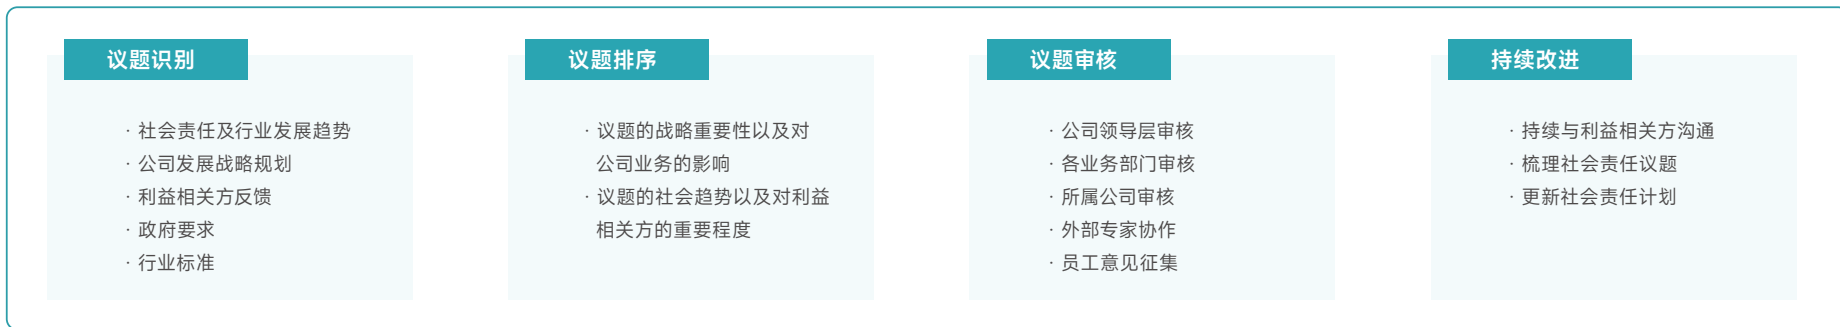 议题识别
· 社会责任及行业发展趋势
· 公司发展战略规划
· 利益相关方反馈
· 政府要求
· 行业标准
议题排序
· 议题的战略重要性以及对
公司业务的影响
· 议题的社会趋势以及对利益
相关方的重要程度
议题审核
· 公司领导层审核
· 各业务部门审核
· 所属公司审核
· 外部专家协作
· 员工意见征集
持续改进
· 持续与利益相关方沟通
· 梳理社会责任议题
· 更新社会责任计划